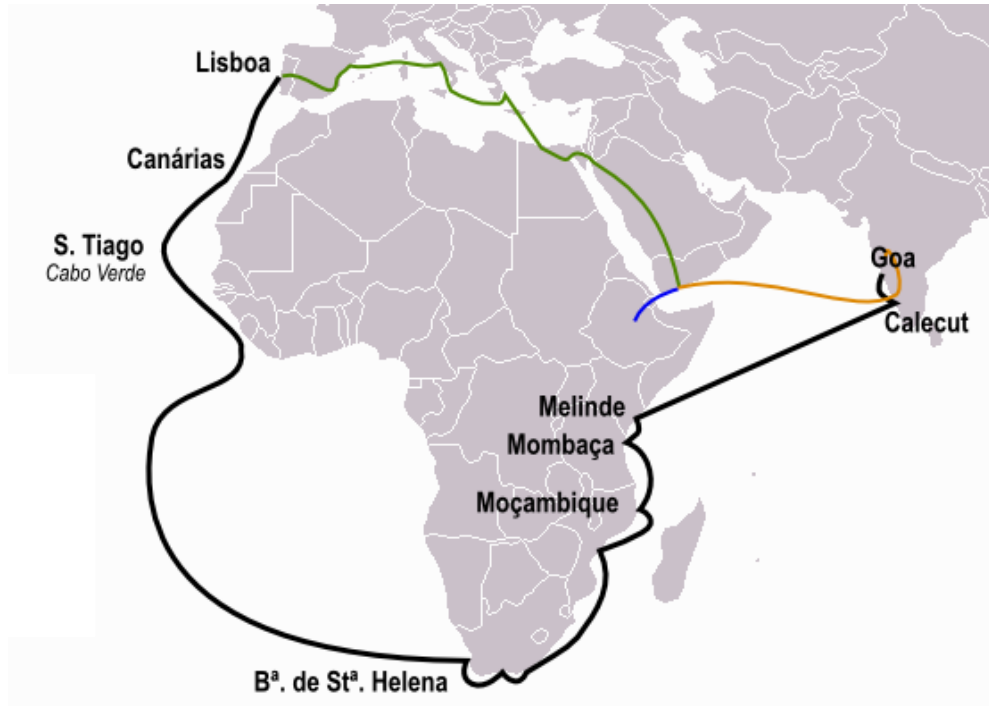 Lisboa
Canárias
S. Tiago
Cabo Verde
Goa
Calecut
Melinde
Mombaça
Moçambique
Bª. de Stª. Helena